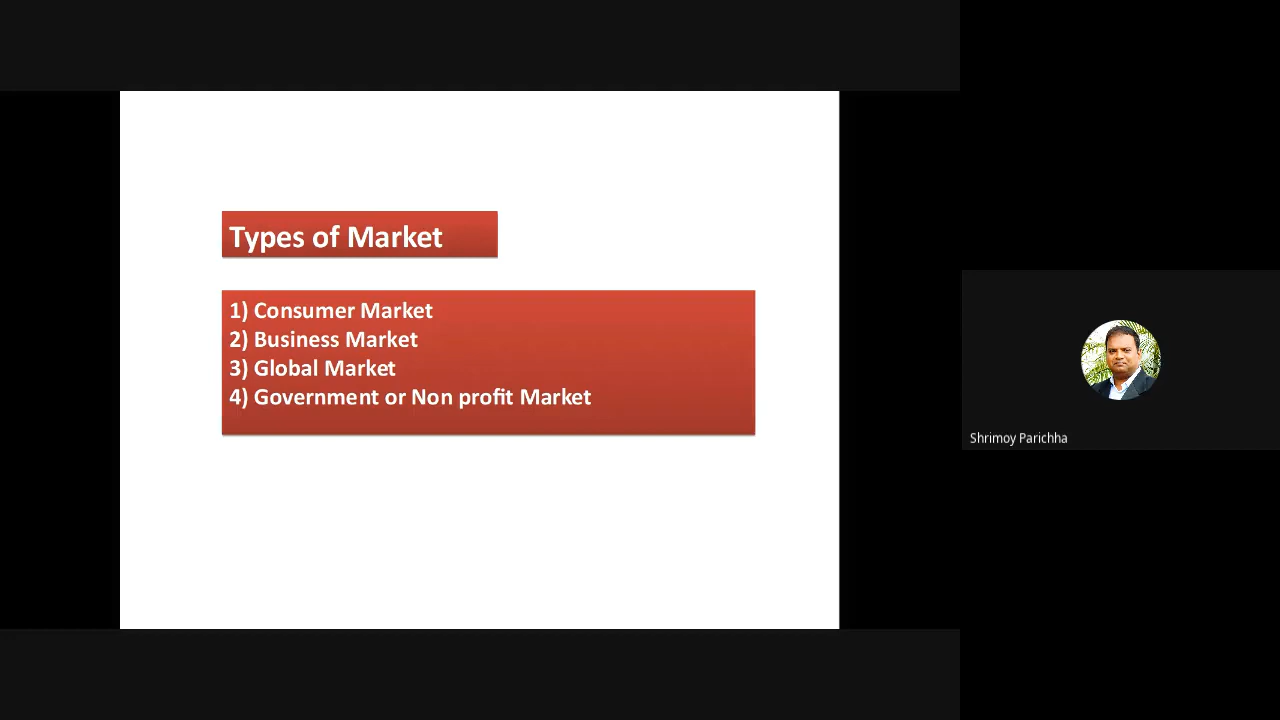 Types of Market
1) Consumer Market
2) Business Market
3) Global Market
4) Government or Non profit Market
Shrimoy Parichha